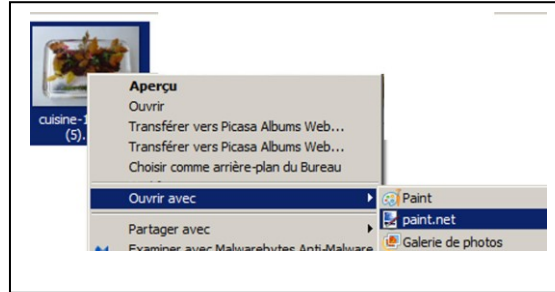 cuisine-1
(5).
Aperçu
Ouvrir
Transférer vers Picasa Albums Web...
Transférer vers Picasa Albums Web...
Choisir comme arrière-plan du Bureau
Ouvrir avec
Paint
paint.net
Galerie de photos
Partager avec
Examiner avec Malwarebytes Anti-Malware